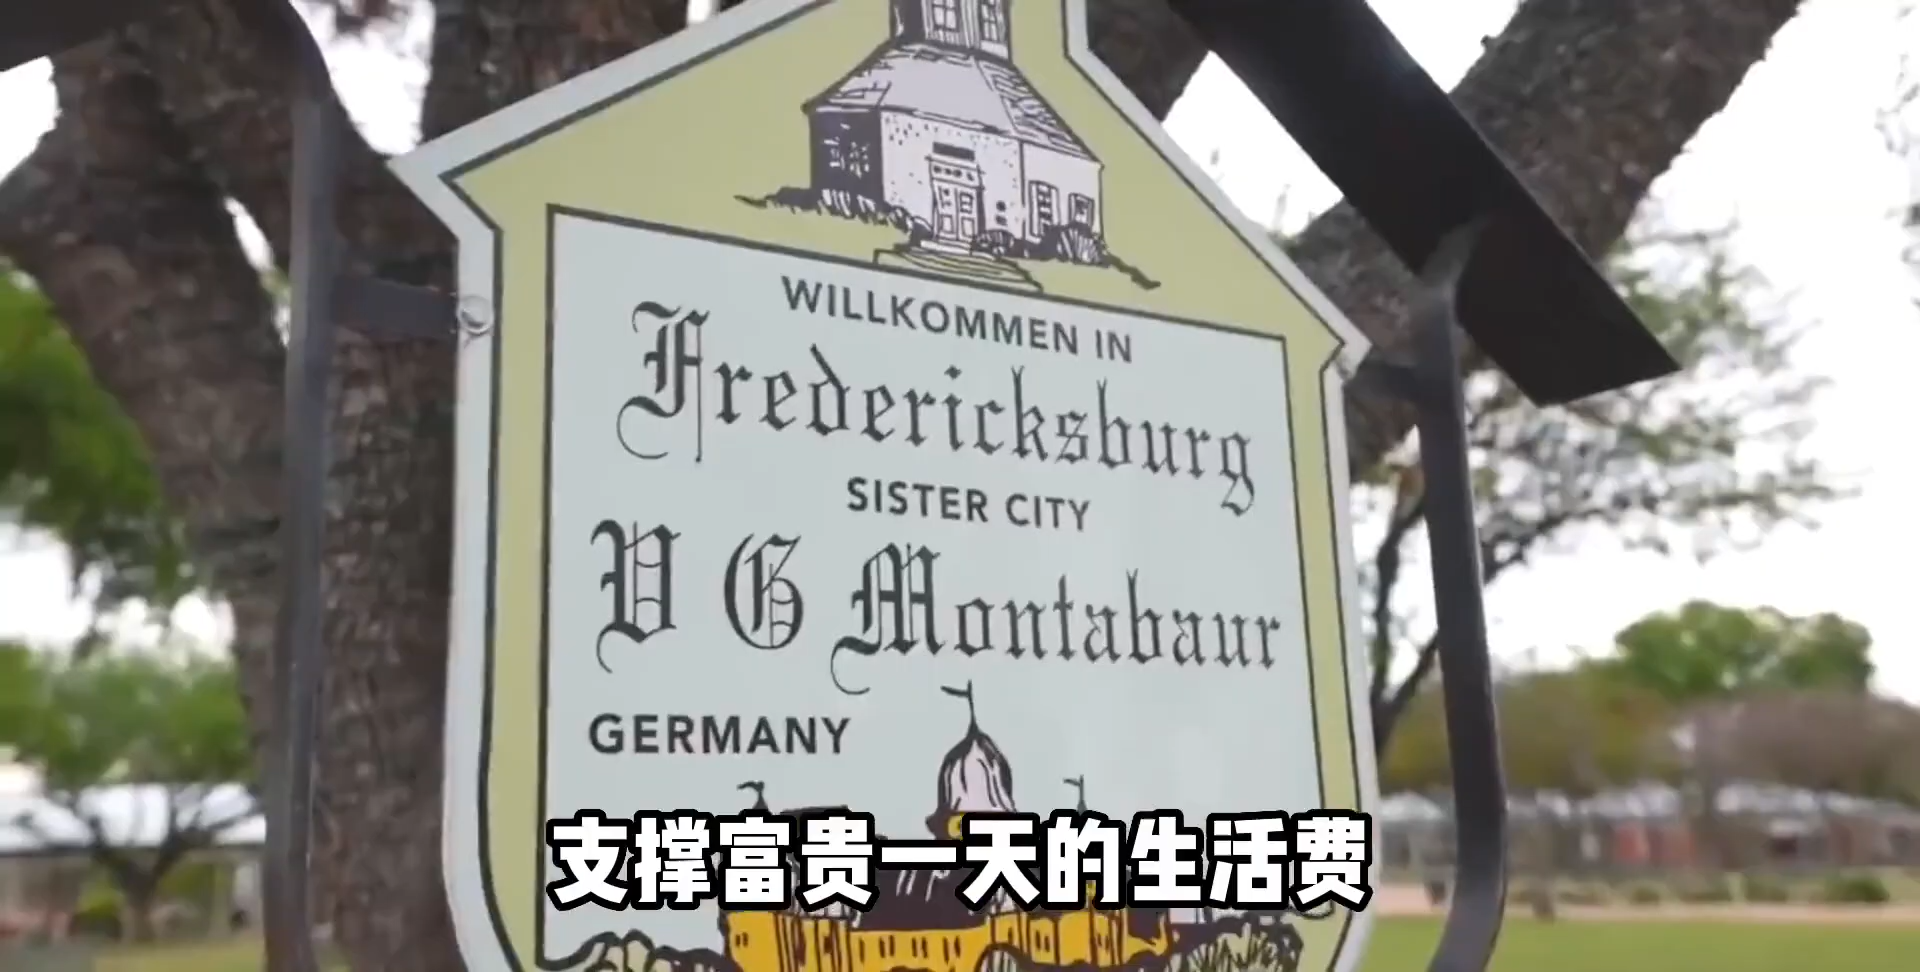 WILLKOMMEN IN
Fredericksburg
SISTER CITY
V G Montabaur
GERMANY
支撑富贵一天的生活费